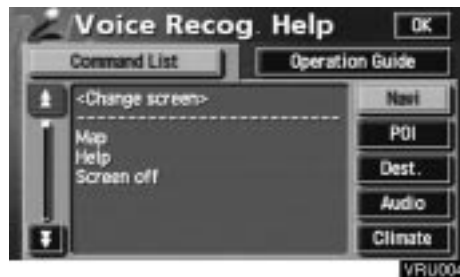 Voice Recog. Help
OK
Command List
Operation Guide
<Change screen>
Map
Help
Screen off
Navi
POI
Dest.
Audio
Climate